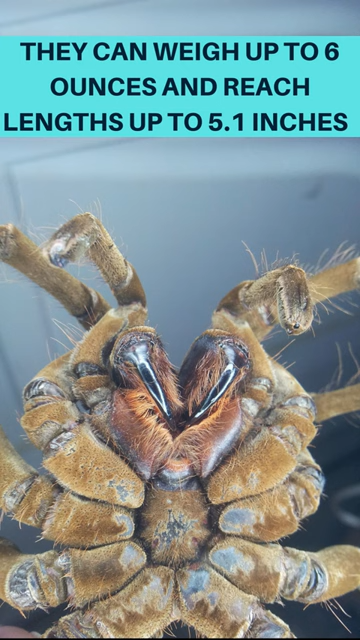 THEY CAN WEIGH UP TO 6
OUNCES AND REACH
LENGTHS UP TO 5.1 INCHES